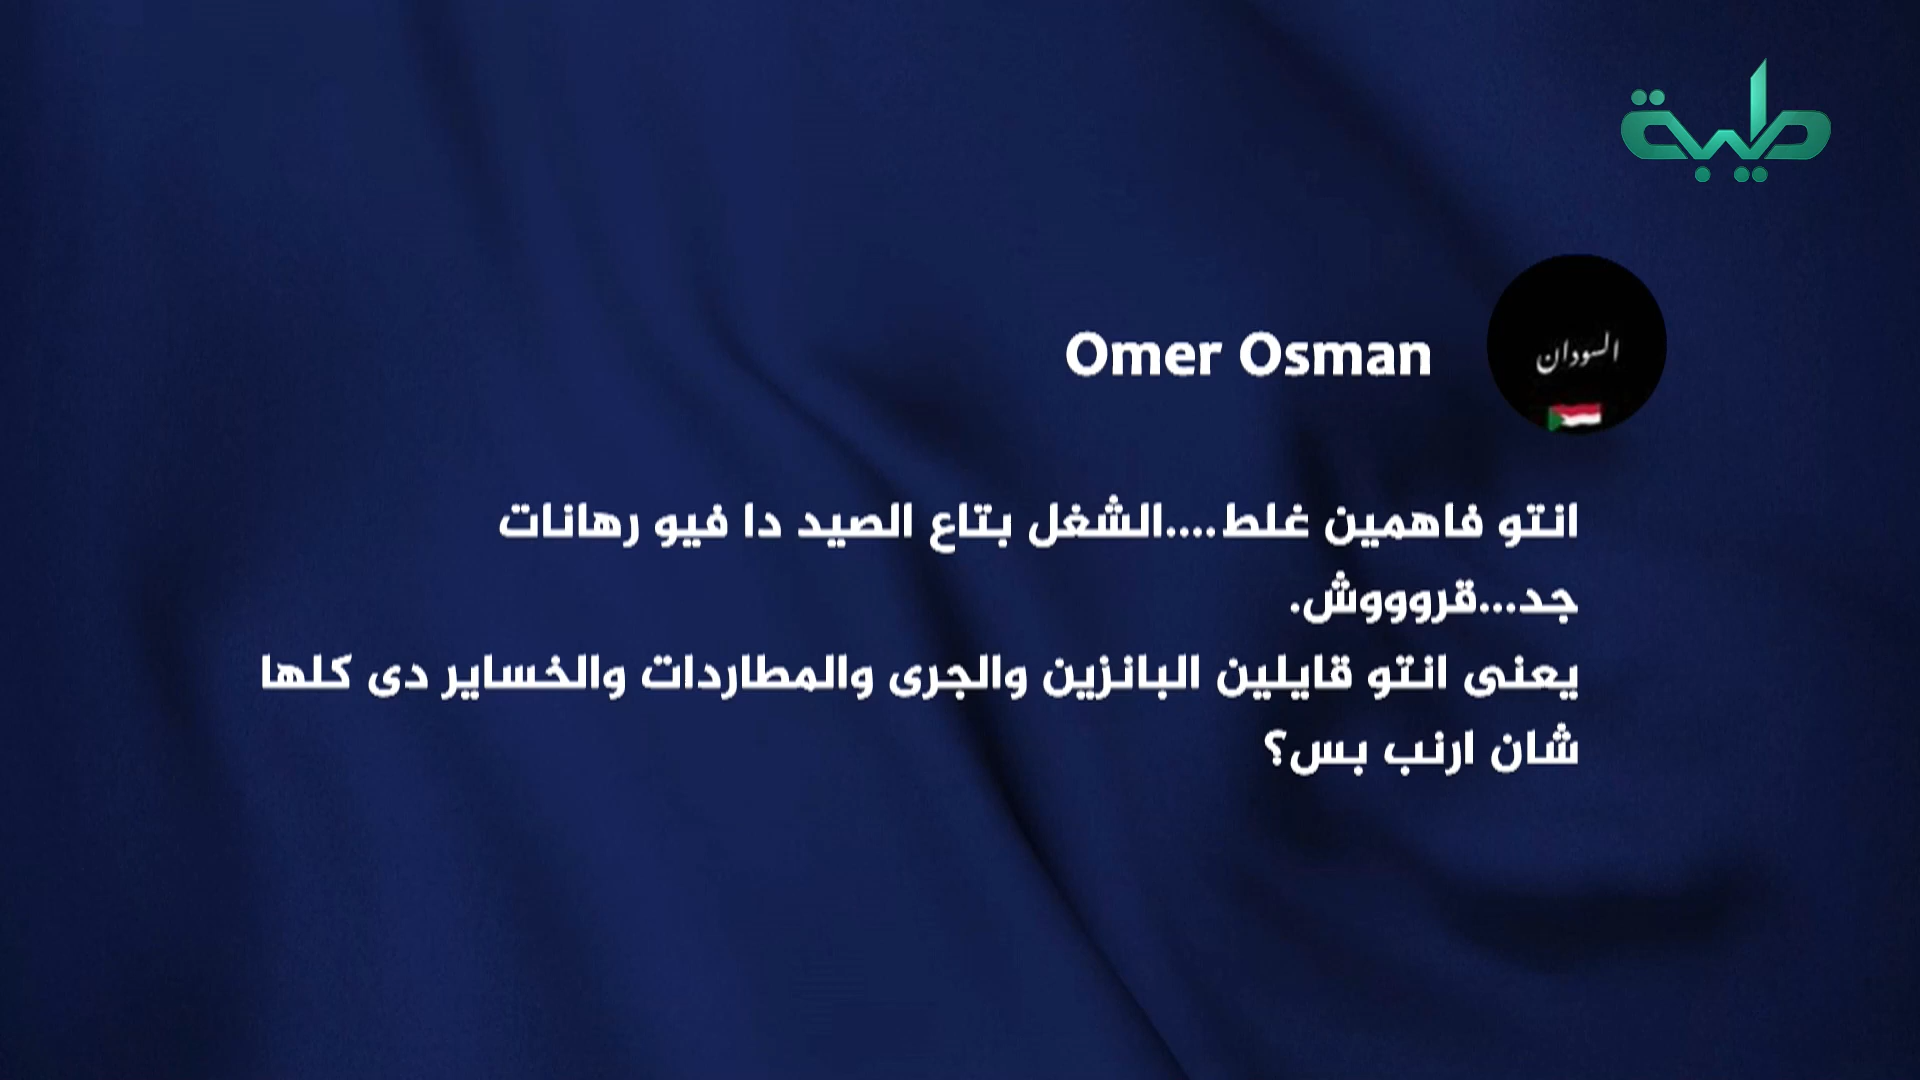 طيبة
Omer Osman
السودان
انتو فاهمين غلط....الشغل بتاع الصيد دا فيو رهانات
جد...قروووش.
يعنى انتو قايلين البانزين والجرى والمطاردات والخساير دى كلها
شان ارنب بس؟